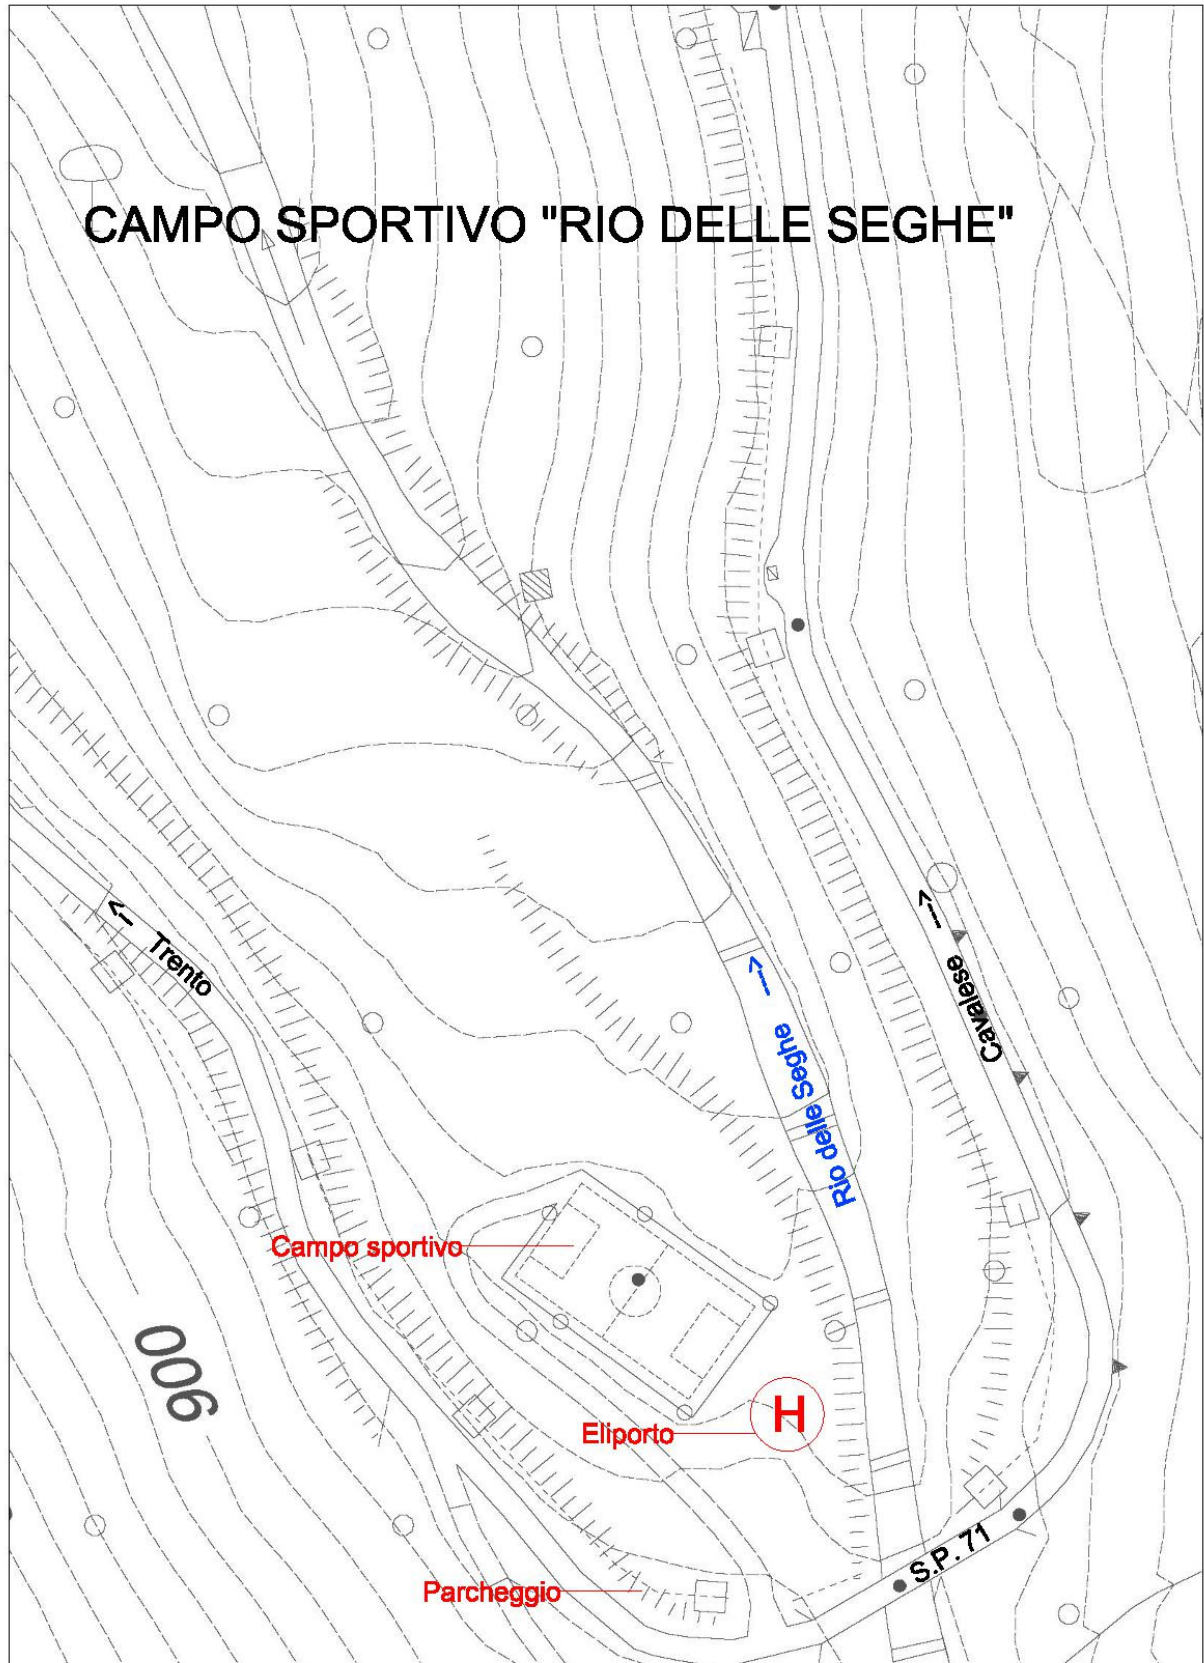 CAMPO SPORTIVO "RIO DELLE SEGHE"
<-- Trento
---> Rio delle Seghe
---> Cavalese
Campo sportivo
900
H
Eliporto
S.P. 71
Parcheggio